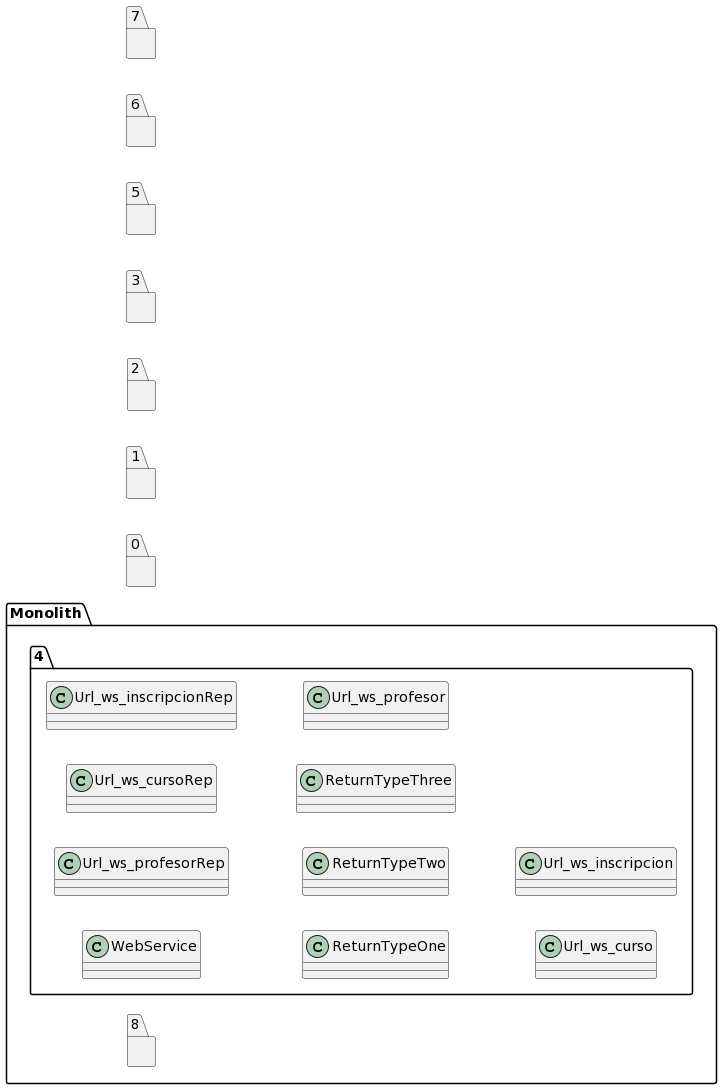 7
6
5
3
2
1
0
Monolith
4
C Url_ws_inscripcionRep
C Url_ws_profesor
C Url_ws_cursoRep
C ReturnTypeThree
C Url_ws_profesorRep
C ReturnTypeTwo
C Url_ws_inscripcion
C WebService
C ReturnTypeOne
C Url_ws_curso
8